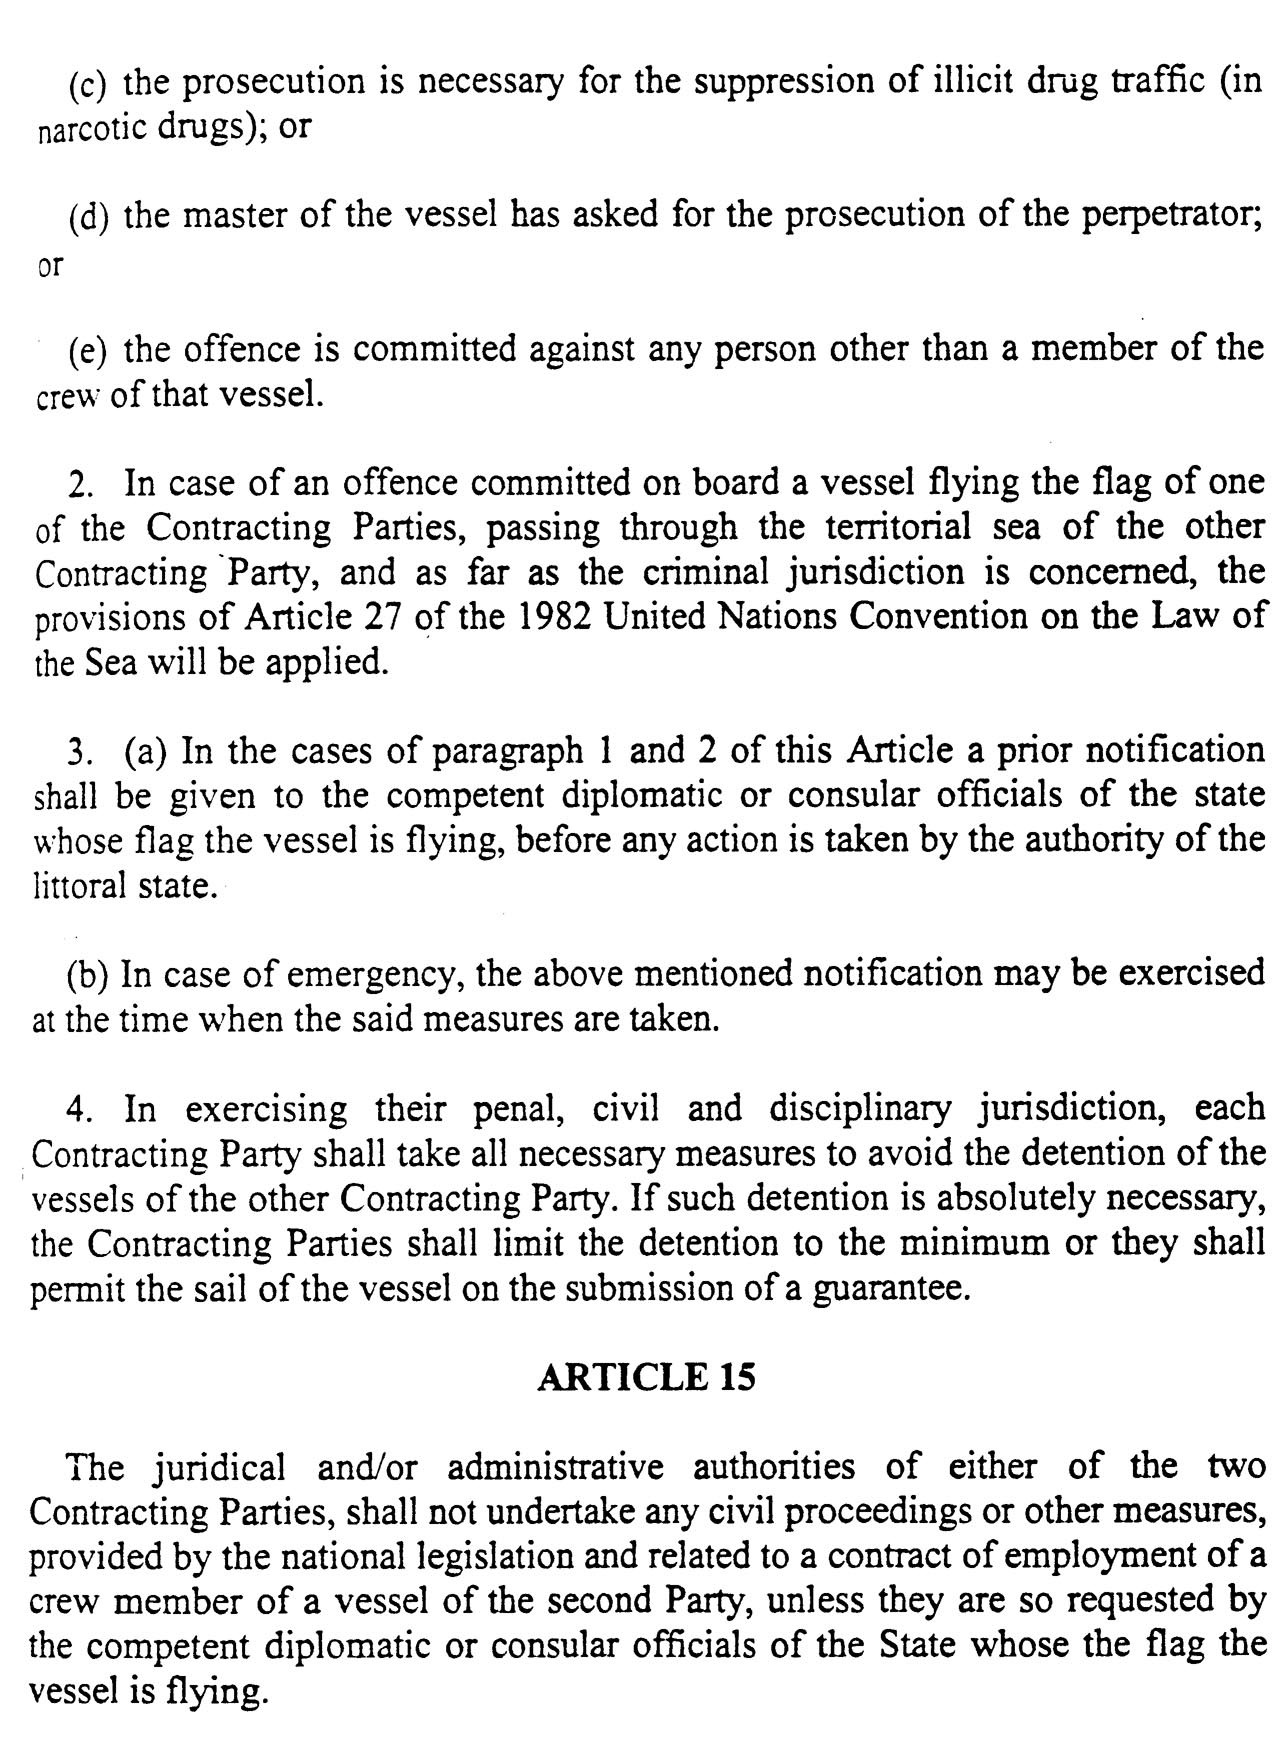 (c) the prosecution is necessary for the suppression of illicit drug traffic (in
narcotic drugs); or
(d) the master of the vessel has asked for the prosecution of the perpetrator;
or
(e) the offence is committed against any person other than a member of the
crew of that vessel.
2. In case of an offence committed on board a vessel flying the flag of one
of the Contracting Parties, passing through the territorial sea of the other
Contracting Party, and as far as the criminal jurisdiction is concerned, the
provisions of Article 27 of the 1982 United Nations Convention on the Law of
the Sea will be applied.
3. (a) In the cases of paragraph 1 and 2 of this Article a prior notification
shall be given to the competent diplomatic or consular officials of the state
whose flag the vessel is flying, before any action is taken by the authority of the
littoral state.
(b) In case of emergency, the above mentioned notification may be exercised
at the time when the said measures are taken.
4. In exercising their penal, civil and disciplinary jurisdiction, each
Contracting Party shall take all necessary measures to avoid the detention of the
vessels of the other Contracting Party. If such detention is absolutely necessary,
the Contracting Parties shall limit the detention to the minimum or they shall
permit the sail of the vessel on the submission of a guarantee.
ARTICLE 15
The juridical and/or administrative authorities of either of the two
Contracting Parties, shall not undertake any civil proceedings or other measures,
provided by the national legislation and related to a contract of employment of a
crew member of a vessel of the second Party, unless they are so requested by
the competent diplomatic or consular officials of the State whose the flag the
vessel is flying.